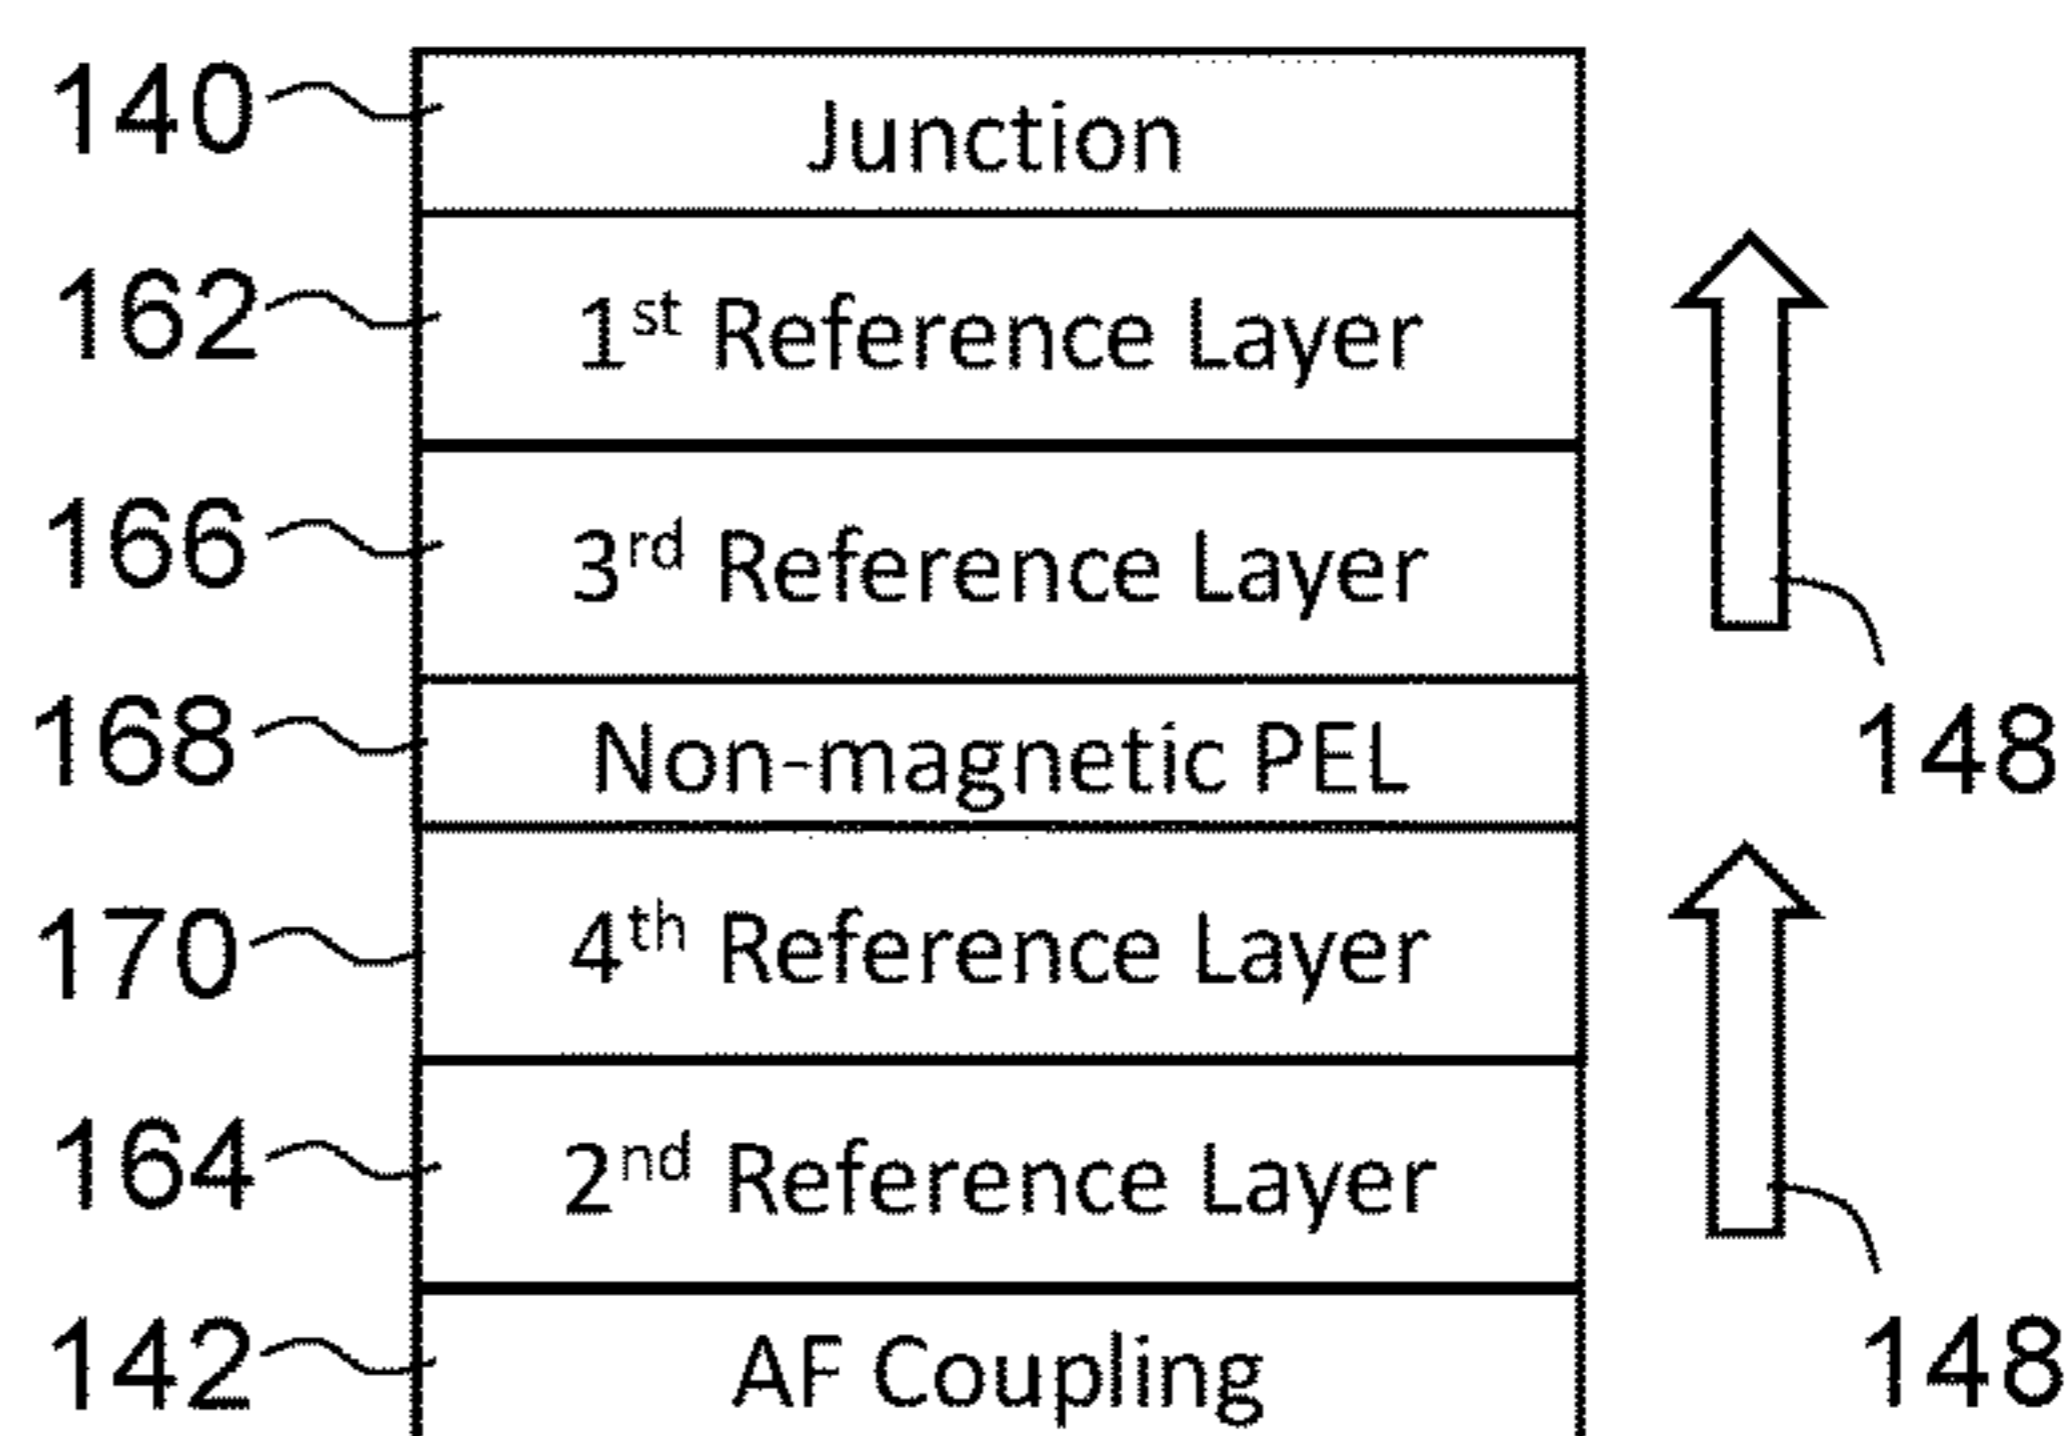 140 Junction
162 1st Reference Layer
166 3rd Reference Layer
168 Non-magnetic PEL
148
170 4th Reference Layer
164 2nd Reference Layer
142 AF Coupling
148